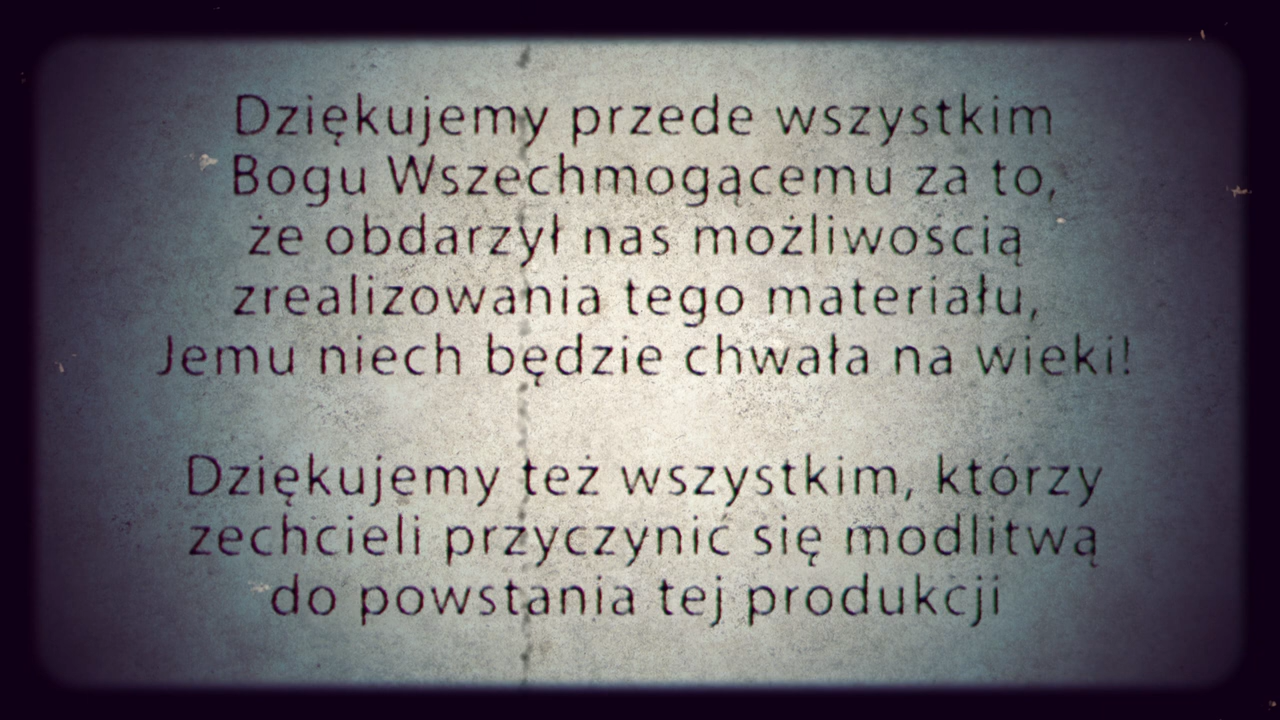 Dziękujemy przede wszystkim
Bogu Wszechmogącemu za to,
że obdarzył nas możliwością
zrealizowania tego materiału,
Jemu niech będzie chwała na wieki!
Dziękujemy też wszystkim, którzy
zechcieli przyczynić się modlitwą
do powstania tej produkcji